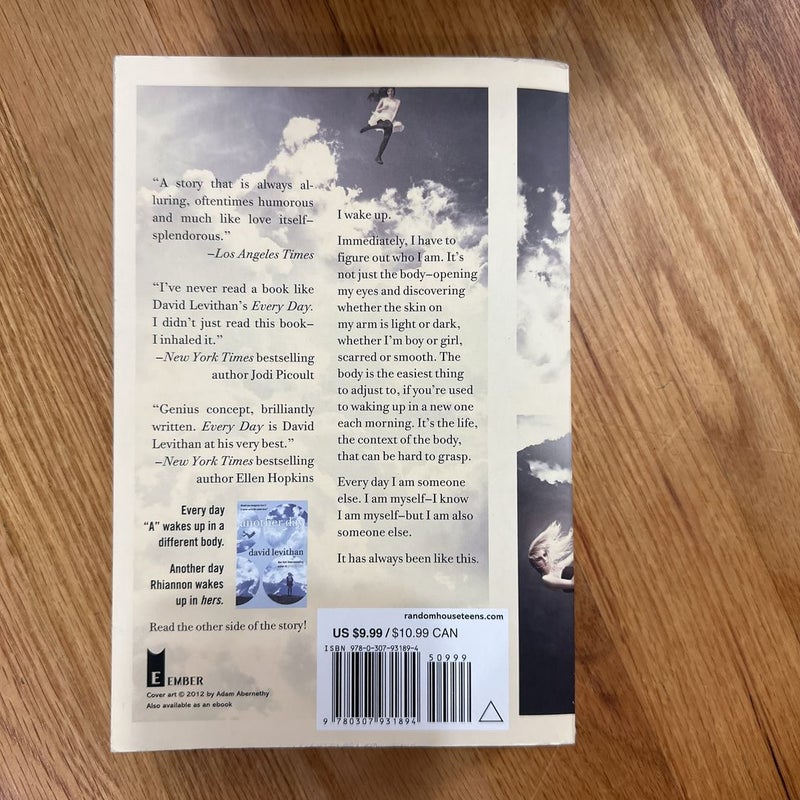 “A story that is always al-
luring, oftentimes humorous
and much like love itself—
splendorous.”
—Los Angeles Times
“I’ve never read a book like
David Levithan’s Every Day.
I didn’t just read this book—
I inhaled it.”
—New York Times bestselling
author Jodi Picoult
“Genius concept, brilliantly
written. Every Day is David
Levithan at his very best.”
—New York Times bestselling
author Ellen Hopkins
Every day
“A” wakes up in a
different body.
Another day
Rhiannon wakes
up in hers.
another day
david levithan
Read the other side of the story!
I wake up.
Immediately, I have to
figure out who I am. It’s
not just the body—opening
my eyes and discovering
whether the skin on
my arm is light or dark,
whether I’m boy or girl,
scarred or smooth. The
body is the easiest thing
to adjust to, if you’re used
to waking up in a new one
each morning. It’s the life,
the context of the body,
that can be hard to grasp.
Every day I am someone
else. I am myself—I know
I am myself—but I am also
someone else.
It has always been like this.
E EMBER
Cover art © 2012 by Adam Abernethy
Also available as an ebook
randomhouseteens.com
US $9.99 / $10.99 CAN
ISBN 978-0-307-93189-4
50999
9 780307 931894